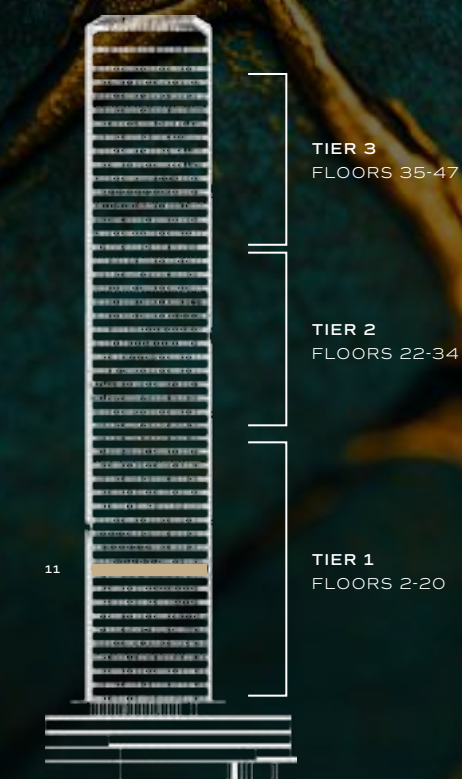 TIER 3
FLOORS 35-47
TIER 2
FLOORS 22-34
11
TIER 1
FLOORS 2-20